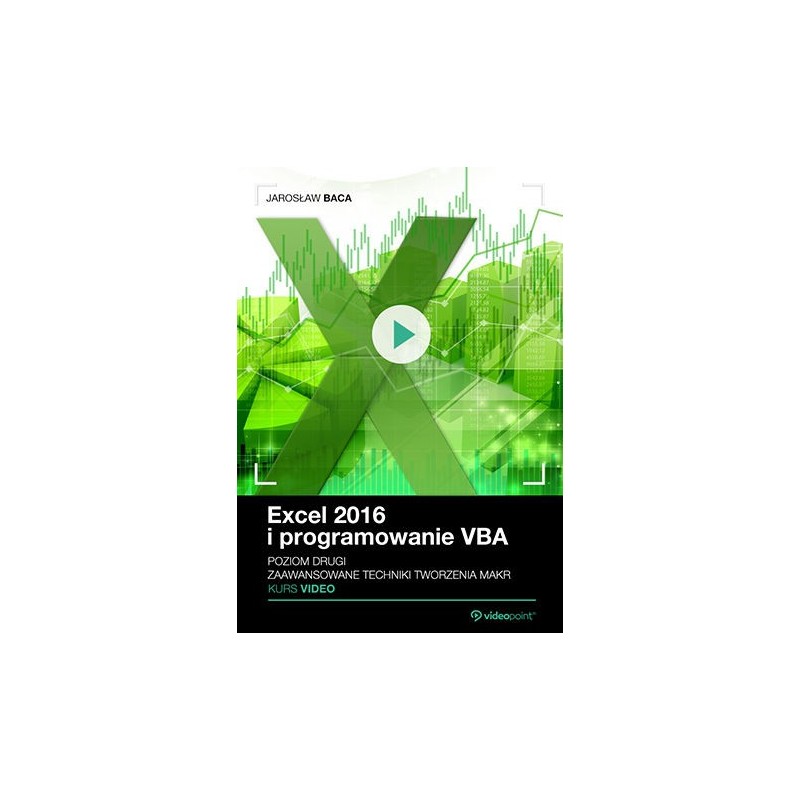 JAROSŁAW BACA
Excel 2016
i programowanie VBA
POZIOM DRUGI
ZAAWANSOWANE TECHNIKI TWORZENIA MAKR
KURS VIDEO
videopoint